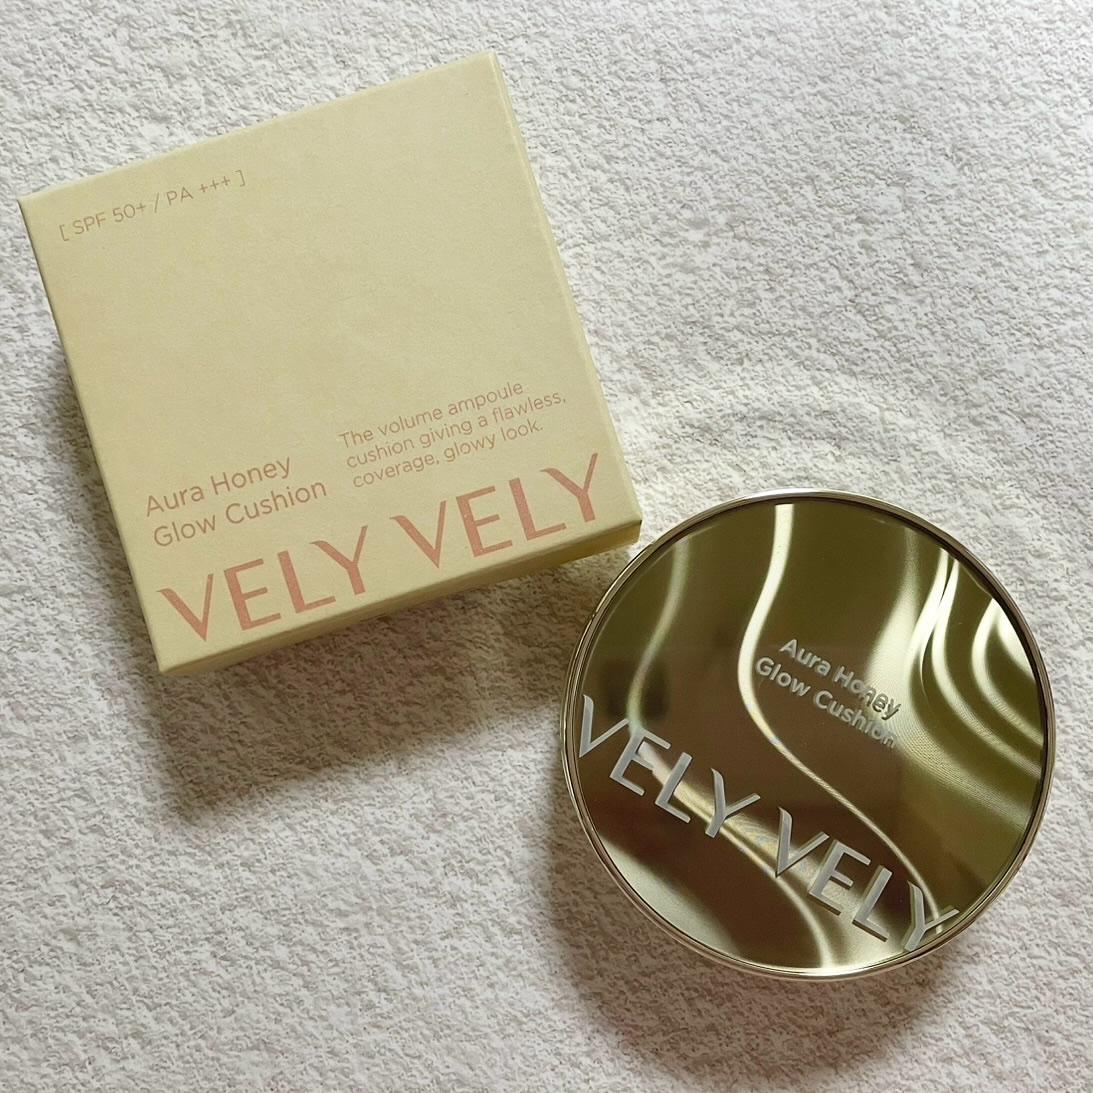 [ SPF 50+ / PA +++ ]
Aura Honey
Glow Cushion
The volume ampoule
cushion giving a flawless,
coverage, glowy look.
VELY VELY
Aura Honey
Glow Cushion
VELY VELY